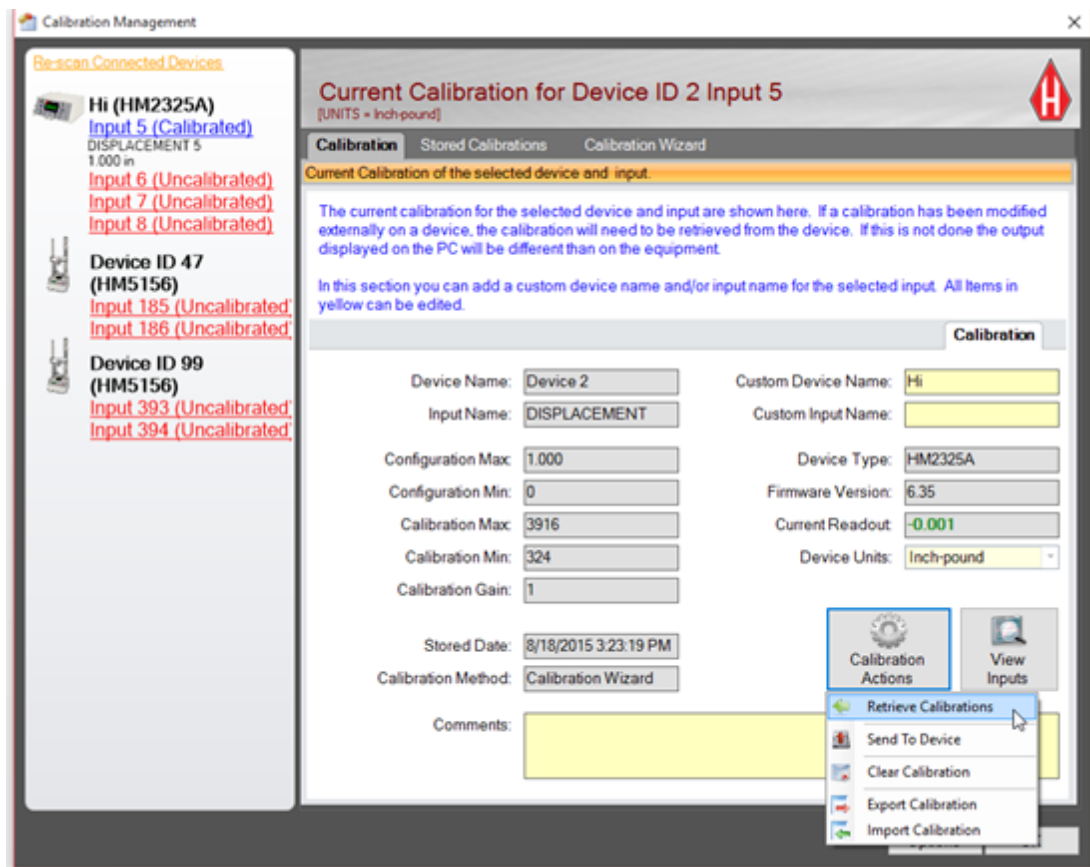 Calibration Management
Re-scan Connected Devices
Hi (HM2325A)
Input 5 (Calibrated)
DISPLACEMENT 5
1.000 in
Input 6 (Uncalibrated)
Input 7 (Uncalibrated)
Input 8 (Uncalibrated)
Device ID 47
(HM5156)
Input 185 (Uncalibrated)
Input 186 (Uncalibrated)
Device ID 99
(HM5156)
Input 393 (Uncalibrated)
Input 394 (Uncalibrated)
Current Calibration for Device ID 2 Input 5
[UNITS = Inch-pound]
H
Calibration Stored Calibrations Calibration Wizard
Current Calibration of the selected device and input.
The current calibration for the selected device and input are shown here. If a calibration has been modified
externally on a device, the calibration will need to be retrieved from the device. If this is not done the output
displayed on the PC will be different than on the equipment.
In this section you can add a custom device name and/or input name for the selected input. All Items in
yellow can be edited.
Calibration
Device Name: Device 2 Custom Device Name: Hi
Input Name: DISPLACEMENT Custom Input Name:
Configuration Max: 1.000 Device Type: HM2325A
Configuration Min: 0 Firmware Version: 6.35
Calibration Max: 3916 Current Readout: -0.001
Calibration Min: 324 Device Units: Inch-pound
Calibration Gain: 1
Stored Date: 8/18/2015 3:23:19 PM
Calibration Method: Calibration Wizard
Calibration
Actions
View
Inputs
Comments:
Retrieve Calibrations
Send To Device
Clear Calibration
Export Calibration
Import Calibration